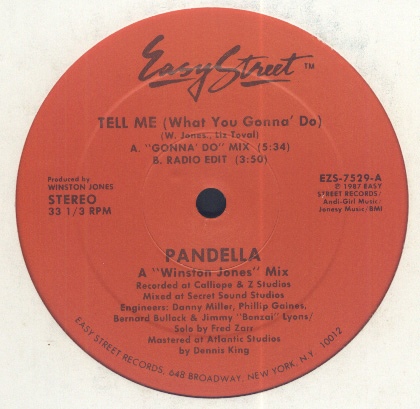 Easy Street ™
TELL ME (What You Gonna' Do)
(W. Jones, Liz Toval)
A. "GONNA' DO" MIX (5:34)
B. RADIO EDIT (3:50)
Produced by
WINSTON JONES
STEREO
33 1/3 RPM
EZS-7529-A
© 1987 EASY
STREET RECORDS/
Andi-Girl Music/
Jonesy Music/BMI
PANDELLA
A "Winston Jones" Mix
Recorded at Calliope & Z Studios
Mixed at Secret Sound Studios
Engineers: Danny Miller, Phillip Gaines,
Bernard Bullock & Jimmy "Bonzai" Lyons/
Solo by Fred Zarr
Mastered at Atlantic Studios
by Dennis King
EASY STREET RECORDS, 648 BROADWAY, NEW YORK, N.Y. 10012